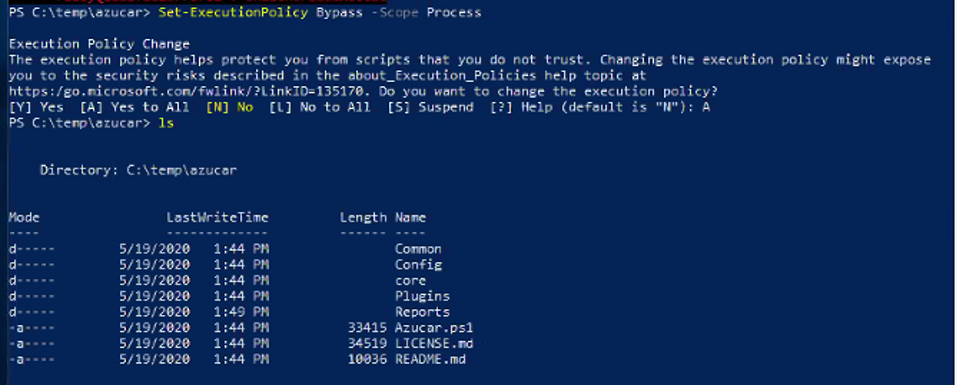 PS C:\temp\azucar> Set-ExecutionPolicy Bypass -Scope Process
Execution Policy Change
The execution policy helps protect you from scripts that you do not trust. Changing the execution policy might expose
you to the security risks described in the about_Execution_Policies help topic at
https:/go.microsoft.com/fwlink/?LinkID=135170. Do you want to change the execution policy?
[Y] Yes  [A] Yes to All  [N] No  [L] No to All  [S] Suspend  [?] Help (default is "N"): A
PS C:\temp\azucar> ls
Directory: C:\temp\azucar
Mode                LastWriteTime         Length Name
----                -------------         ------ ----
d-----        5/19/2020   1:44 PM                Common
d-----        5/19/2020   1:44 PM                Config
d-----        5/19/2020   1:44 PM                core
d-----        5/19/2020   1:44 PM                Plugins
d-----        5/19/2020   1:49 PM                Reports
-a----        5/19/2020   1:44 PM          33415 Azucar.ps1
-a----        5/19/2020   1:44 PM          34519 LICENSE.md
-a----        5/19/2020   1:44 PM          10036 README.md